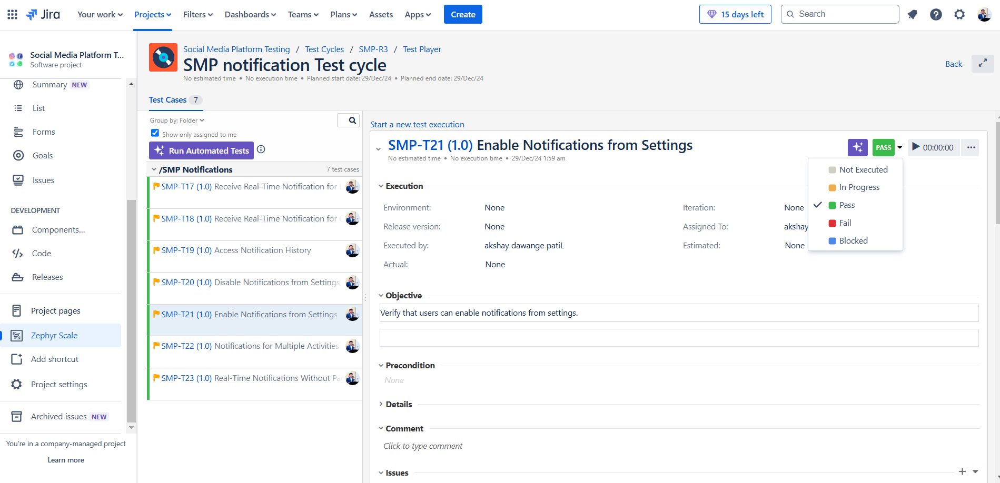 Jira
Your work
Projects
Filters
Dashboards
Teams
Plans
Assets
Apps
Create
15 days left
Search
Social Media Platform T...
Software project
Summary NEW
List
Forms
Goals
Issues
DEVELOPMENT
Components...
Code
Releases
Project pages
Zephyr Scale
Add shortcut
Project settings
Archived issues NEW
You're in a company-managed project
Learn more
Social Media Platform Testing / Test Cycles / SMP-R3 / Test Player
SMP notification Test cycle
No estimated time • No execution time • Planned start date: 29/Dec/24 • Planned end date: 29/Dec/24
Back
Test Cases 7
Group by: Folder
Show only assigned to me
Run Automated Tests
/SMP Notifications 7 test cases
SMP-T17 (1.0) Receive Real-Time Notification for
SMP-T18 (1.0) Receive Real-Time Notification for
SMP-T19 (1.0) Access Notification History
SMP-T20 (1.0) Disable Notifications from Settings
SMP-T21 (1.0) Enable Notifications from Settings
SMP-T22 (1.0) Notifications for Multiple Activities
SMP-T23 (1.0) Real-Time Notifications Without
Start a new test execution
SMP-T21 (1.0) Enable Notifications from Settings
No estimated time • No execution time • 29/Dec/24 1:59 am
PASS
00:00:00
Not Executed
In Progress
Pass
Fail
Blocked
Execution
Environment: None
Iteration: None
Release version: None
Assigned To: akshay
Executed by: akshay dawange patiL
Estimated: None
Actual: None
Objective
Verify that users can enable notifications from settings.
Precondition
None
Details
Comment
Click to type comment
Issues